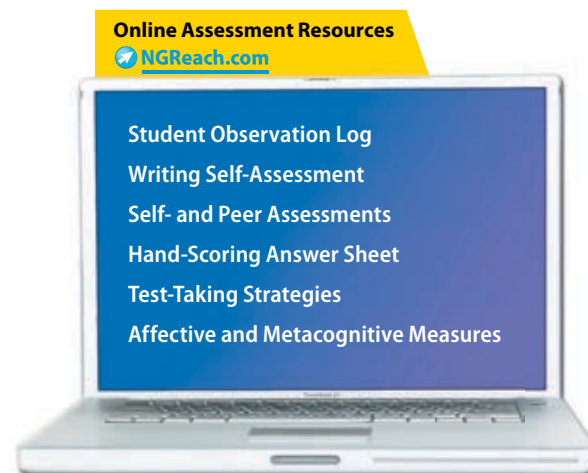 Online Assessment Resources
NGReach.com
Student Observation Log
Writing Self-Assessment
Self- and Peer Assessments
Hand-Scoring Answer Sheet
Test-Taking Strategies
Affective and Metacognitive Measures